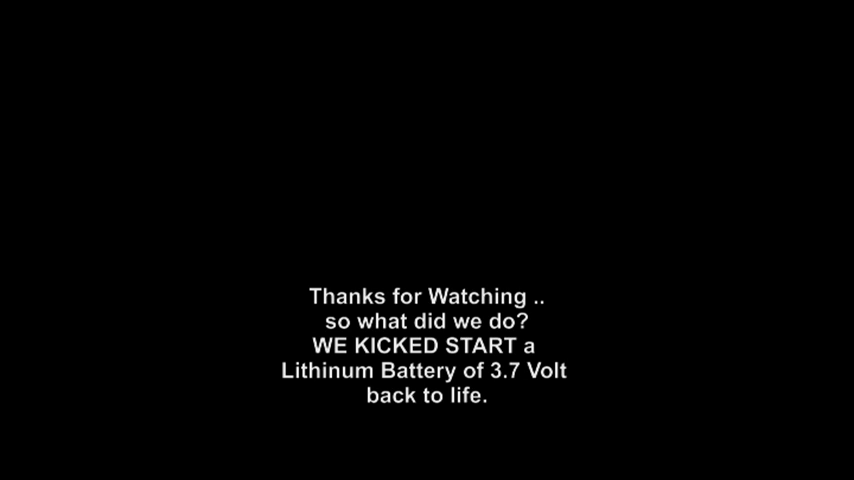 Thanks for Watching ..
so what did we do?
WE KICKED START a
Lithinum Battery of 3.7 Volt
back to life.